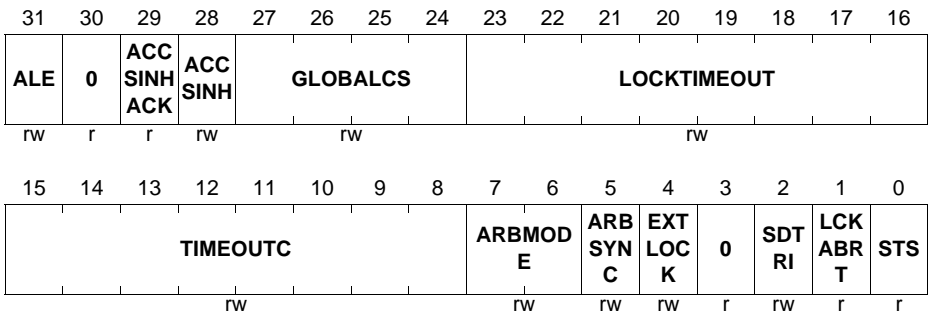 31 30 29 28 27 26 25 24 23 22 21 20 19 18 17 16
ALE 0 ACC SINH ACK ACC SINH GLOBALCS LOCKTIMEOUT
rw r r rw rw rw
15 14 13 12 11 10 9 8 7 6 5 4 3 2 1 0
TIMEOUTC ARBMOD E ARB SYN C EXT LOC K 0 SDT RI LCK ABR T STS
rw rw rw rw r rw r r